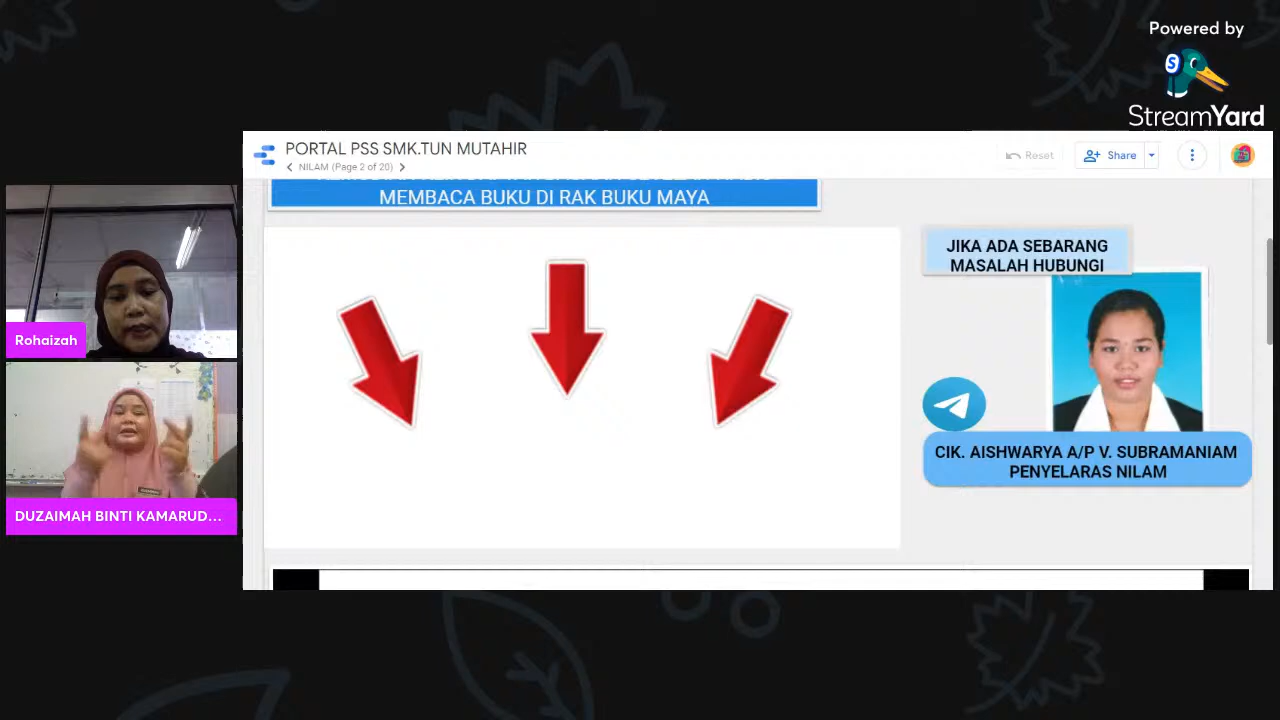 Powered by
StreamYard
PORTAL PSS SMK.TUN MUTAHIR
NILAM (Page 2 of 20)
Reset
Share
MEMBACA BUKU DI RAK BUKU MAYA
JIKA ADA SEBARANG
MASALAH HUBUNGI
CIK. AISHWARYA A/P V. SUBRAMANIAM
PENYELARAS NILAM
Rohaizah
DUZAIMAH BINTI KAMARUD...